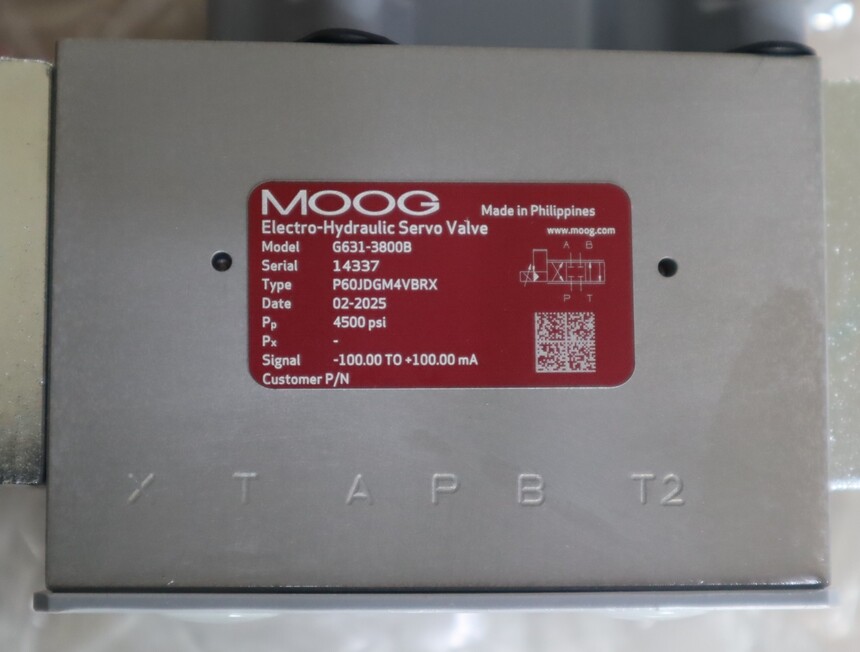 MOOG
Made in Philippines
Electro-Hydraulic Servo Valve
www.moog.com
Model G631-3800B
Serial 14337
Type P60JDGM4VBRX
Date 02-2025
Pp 4500 psi
Px -
Signal -100.00 TO +100.00 mA
Customer P/N
A B
P T
X T A P B T2